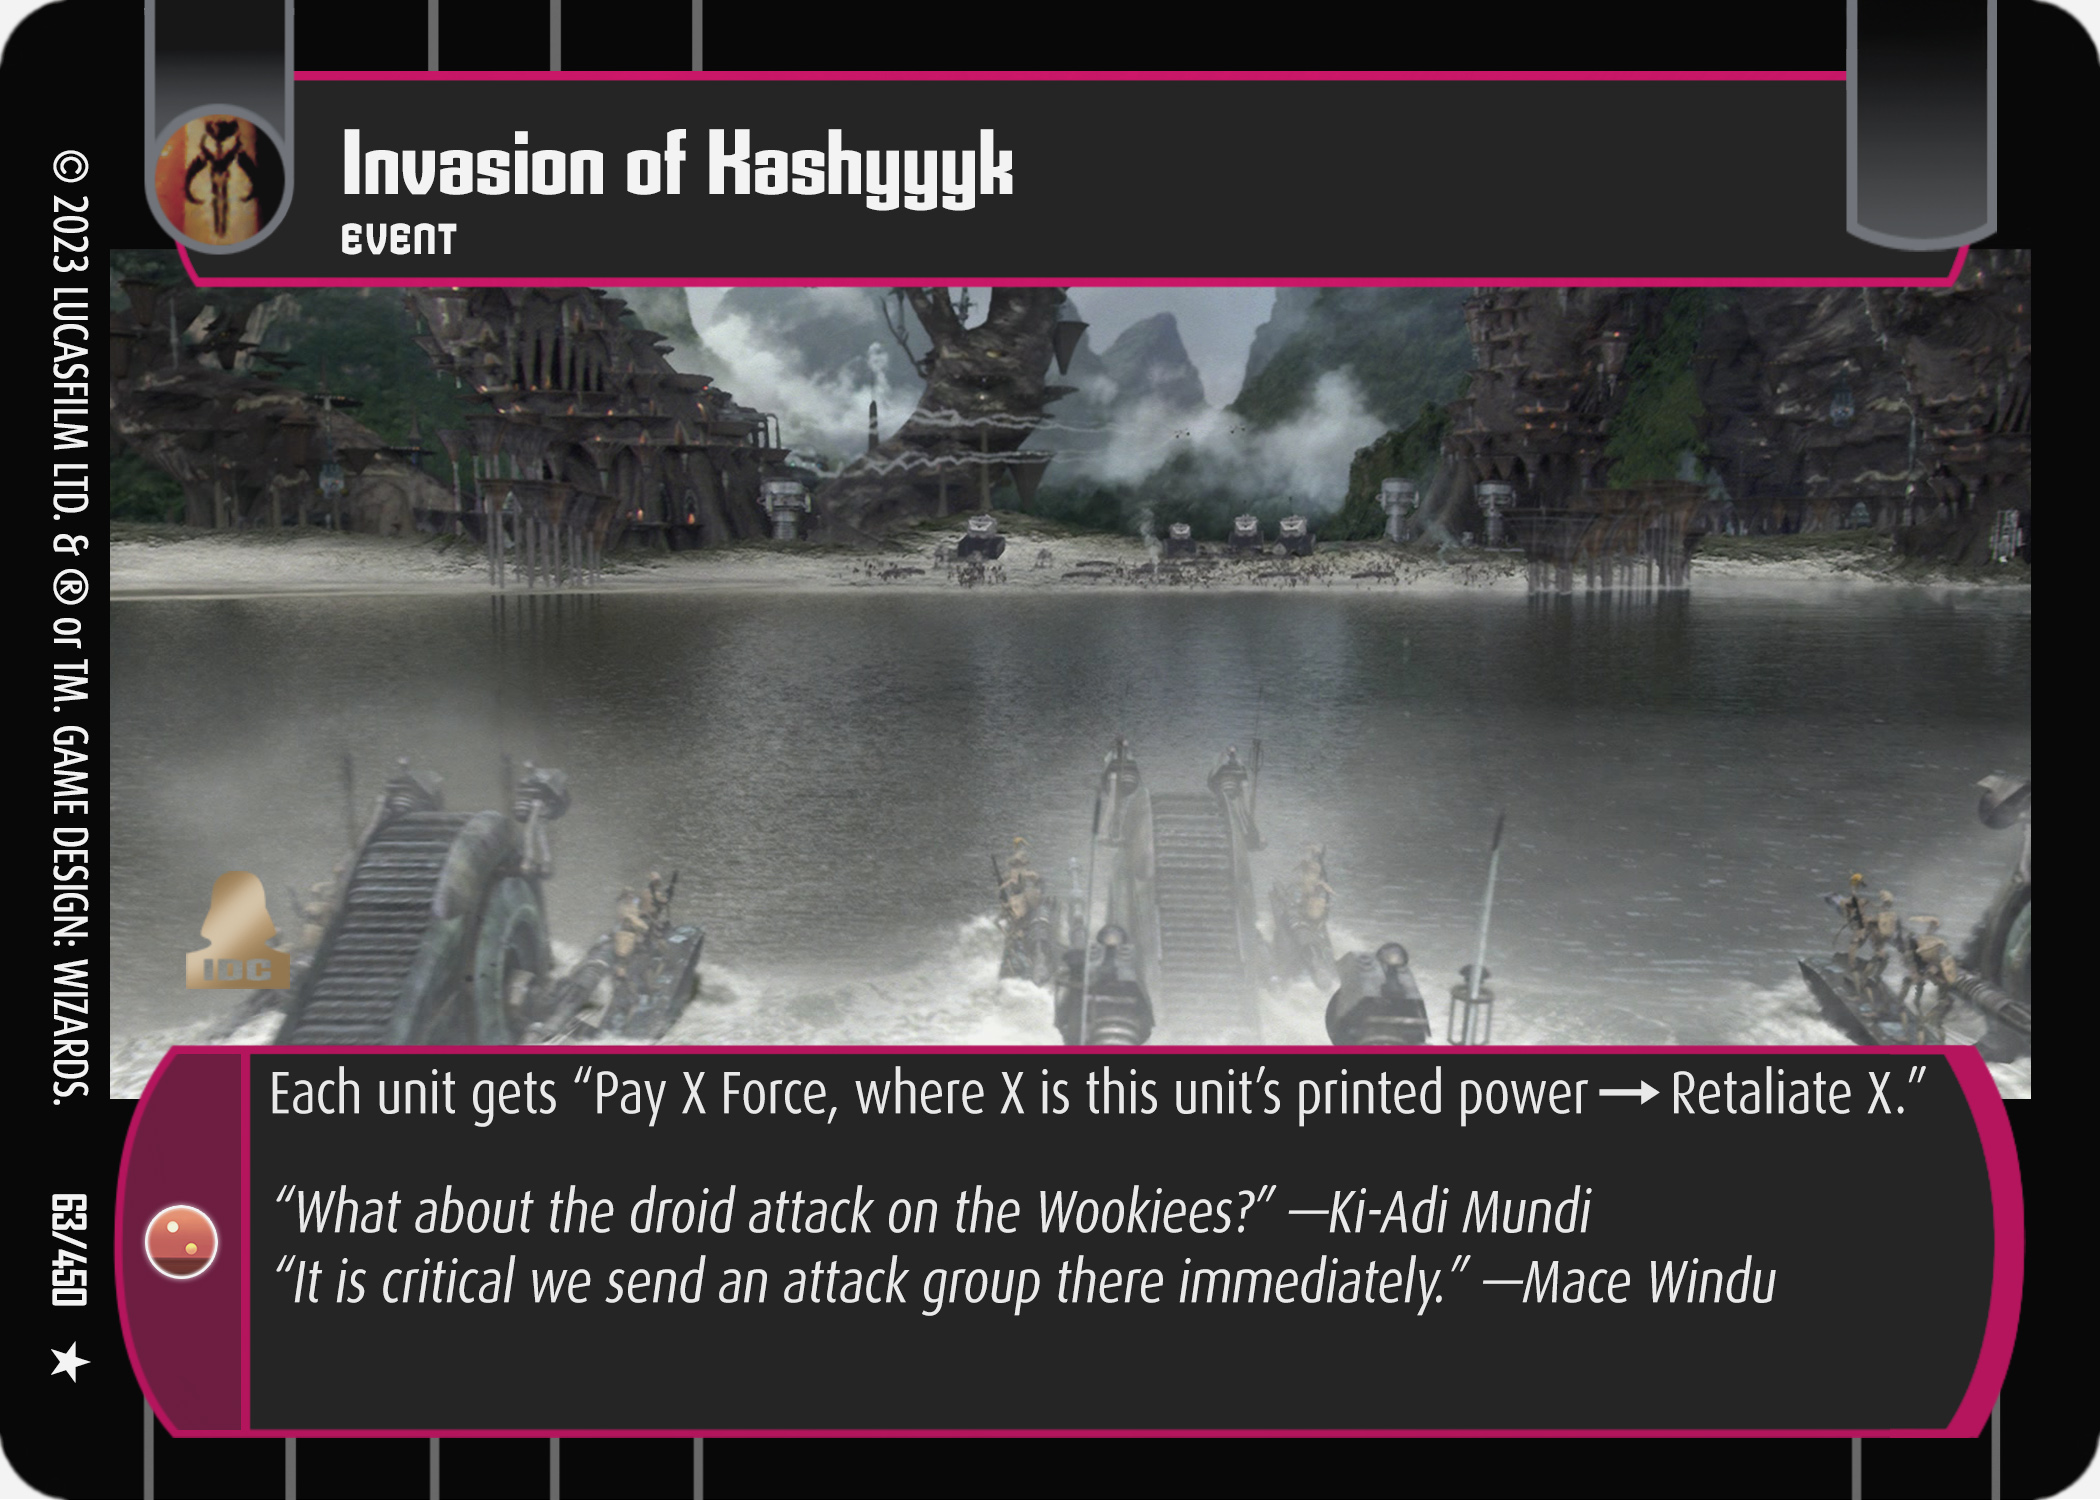 Invasion of Kashyyyk
EVENT
IDC
Each unit gets “Pay X Force, where X is this unit’s printed power → Retaliate X.”
“What about the droid attack on the Wookiees?” —Ki-Adi Mundi
“It is critical we send an attack group there immediately.” —Mace Windu
© 2023 LUCASFILM LTD. & ® or TM. GAME DESIGN: WIZARDS. 63/450 ★